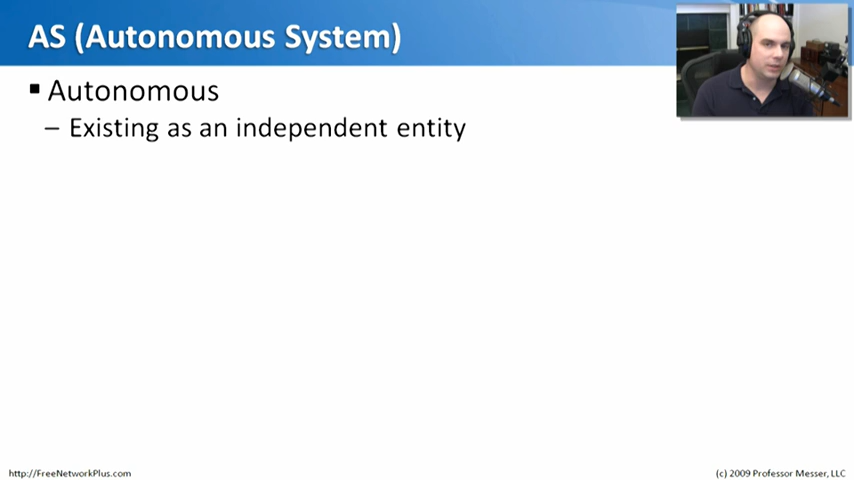 AS (Autonomous System)
▪ Autonomous
– Existing as an independent entity
http://FreeNetworkPlus.com
(c) 2009 Professor Messer, LLC